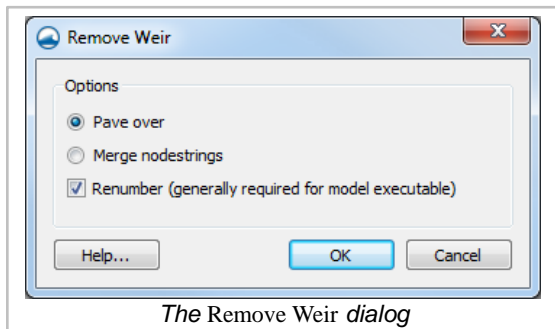 Remove Weir
Options
Pave over
Merge nodestrings
Renumber (generally required for model executable)
Help... OK Cancel
The Remove Weir dialog